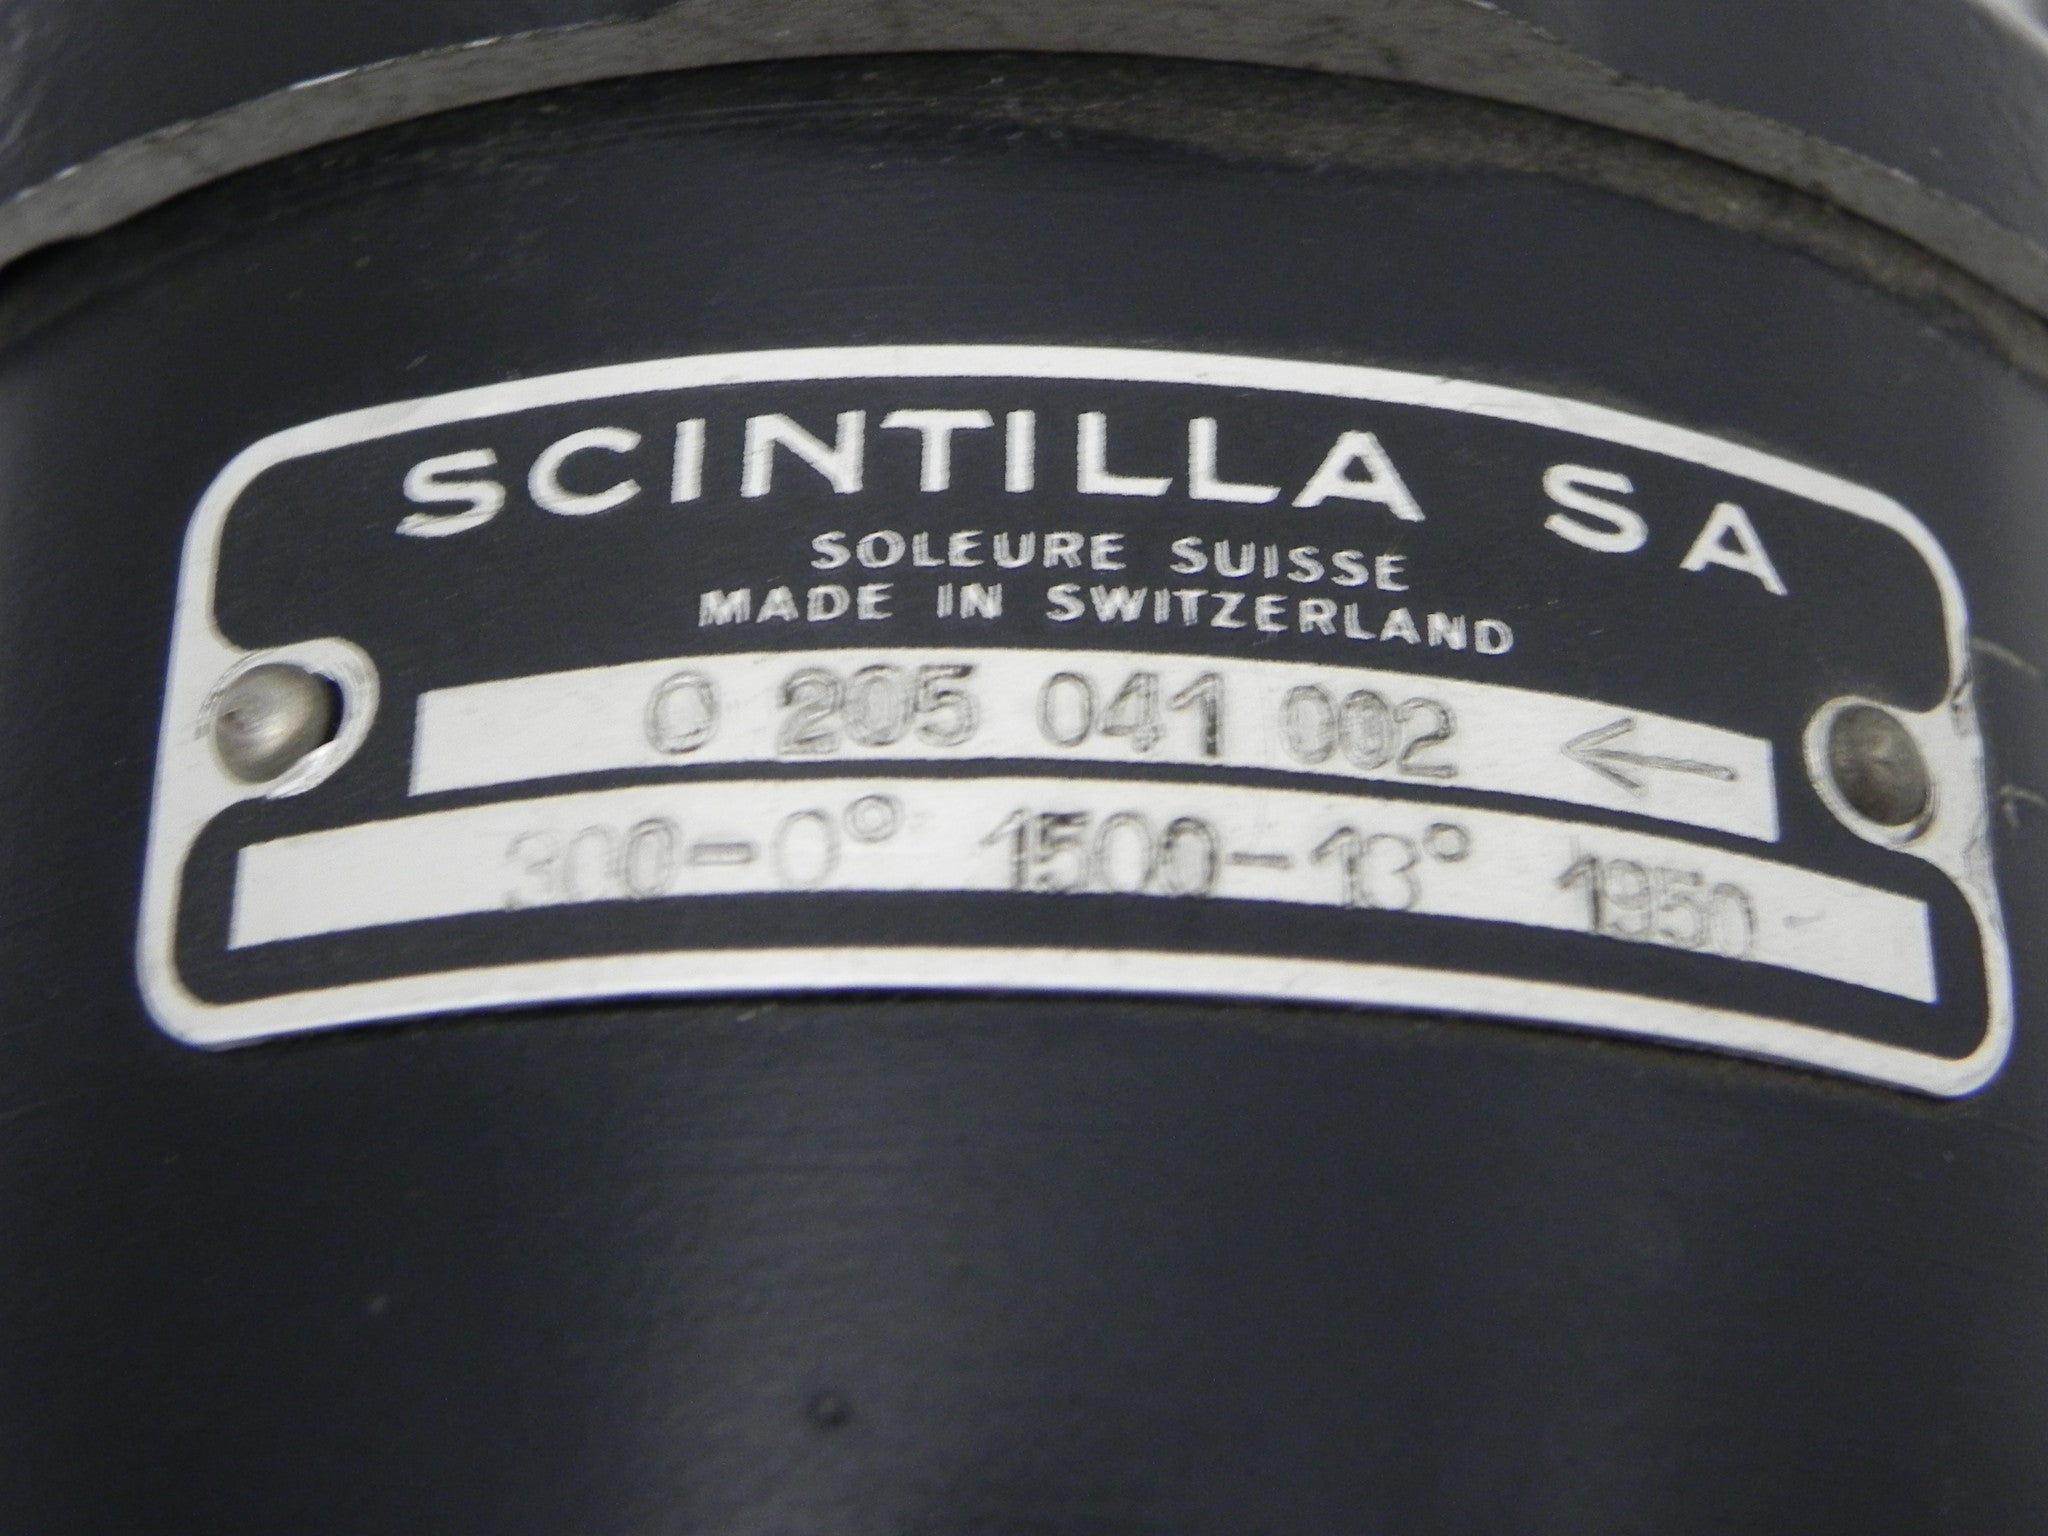 SCINTILLA SA
SOLEURE SUISSE
MADE IN SWITZERLAND
0 205 041 002 ←
300-0° 1500-13° 1950